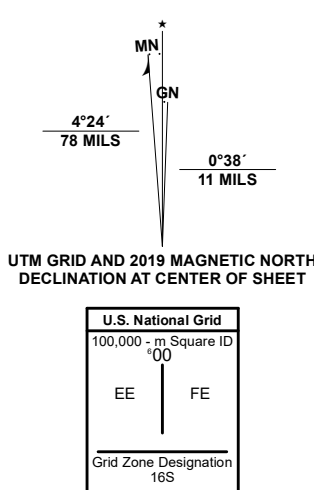 ★
MN
GN
4°24´
78 MILS
0°38´
11 MILS
UTM GRID AND 2019 MAGNETIC NORTH
DECLINATION AT CENTER OF SHEET
U.S. National Grid
100,000 - m Square ID
⁶00
EE FE
Grid Zone Designation
16S